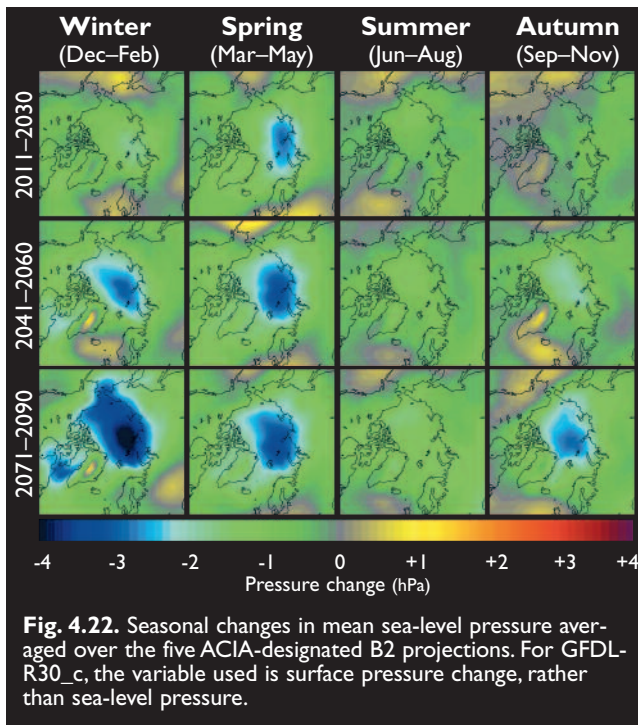 Winter Spring Summer Autumn
(Dec–Feb) (Mar–May) (Jun–Aug) (Sep–Nov)
2011–2030
2041–2060
2071–2090
-4 -3 -2 -1 0 +1 +2 +3 +4
Pressure change (hPa)
Fig. 4.22. Seasonal changes in mean sea-level pressure aver-
aged over the five ACIA-designated B2 projections. For GFDL-
R30_c, the variable used is surface pressure change, rather
than sea-level pressure.